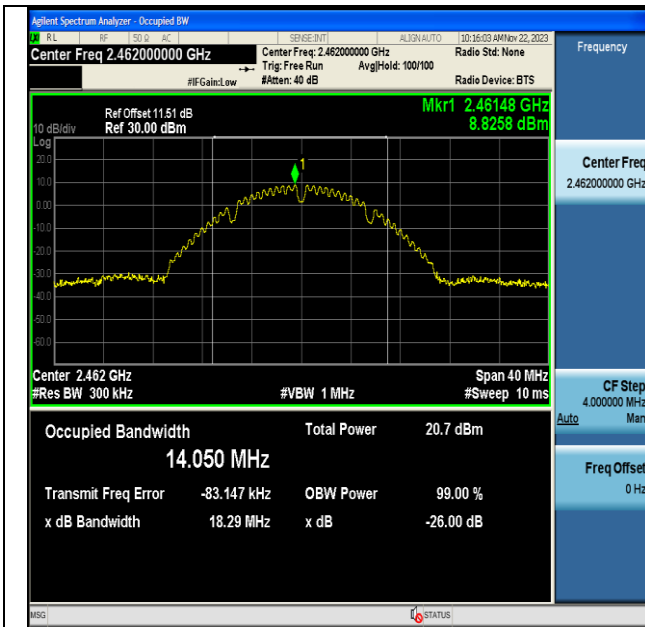 Agilent Spectrum Analyzer - Occupied BW
RL RF 50 Ω AC SENSE:INT ALIGN AUTO 10:16:03 AM Nov 22, 2023
Center Freq 2.462000000 GHz Center Freq: 2.462000000 GHz Radio Std: None
Trig: Free Run Avg|Hold: 100/100
#IFGain:Low #Atten: 40 dB Radio Device: BTS
Frequency
Ref Offset 11.51 dB Mkr1 2.46148 GHz
10 dB/div Ref 30.00 dBm 8.8258 dBm
Log
20.0
1
10.0
0.00
-10.0
-20.0
-30.0
-40.0
-50.0
-60.0
Center 2.462 GHz Span 40 MHz
#Res BW 300 kHz #VBW 1 MHz #Sweep 10 ms
Occupied Bandwidth Total Power 20.7 dBm
14.050 MHz
Transmit Freq Error -83.147 kHz OBW Power 99.00 %
x dB Bandwidth 18.29 MHz x dB -26.00 dB
Center Freq
2.462000000 GHz
CF Step
4.000000 MHz
Auto Man
Freq Offset
0 Hz
MSG STATUS